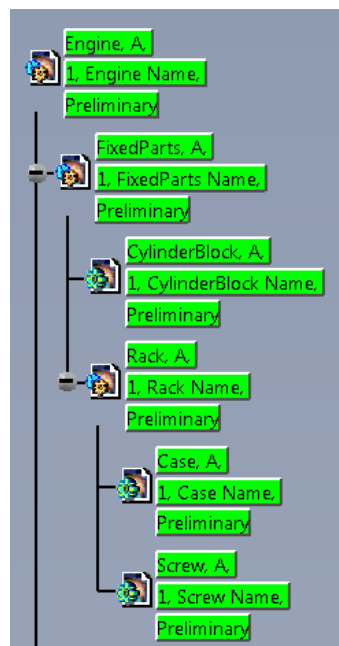 Engine, A,
1, Engine Name,
Preliminary
FixedParts, A,
1, FixedParts Name,
Preliminary
CylinderBlock, A,
1, CylinderBlock Name,
Preliminary
Rack, A,
1, Rack Name,
Preliminary
Case, A,
1, Case Name,
Preliminary
Screw, A,
1, Screw Name,
Preliminary